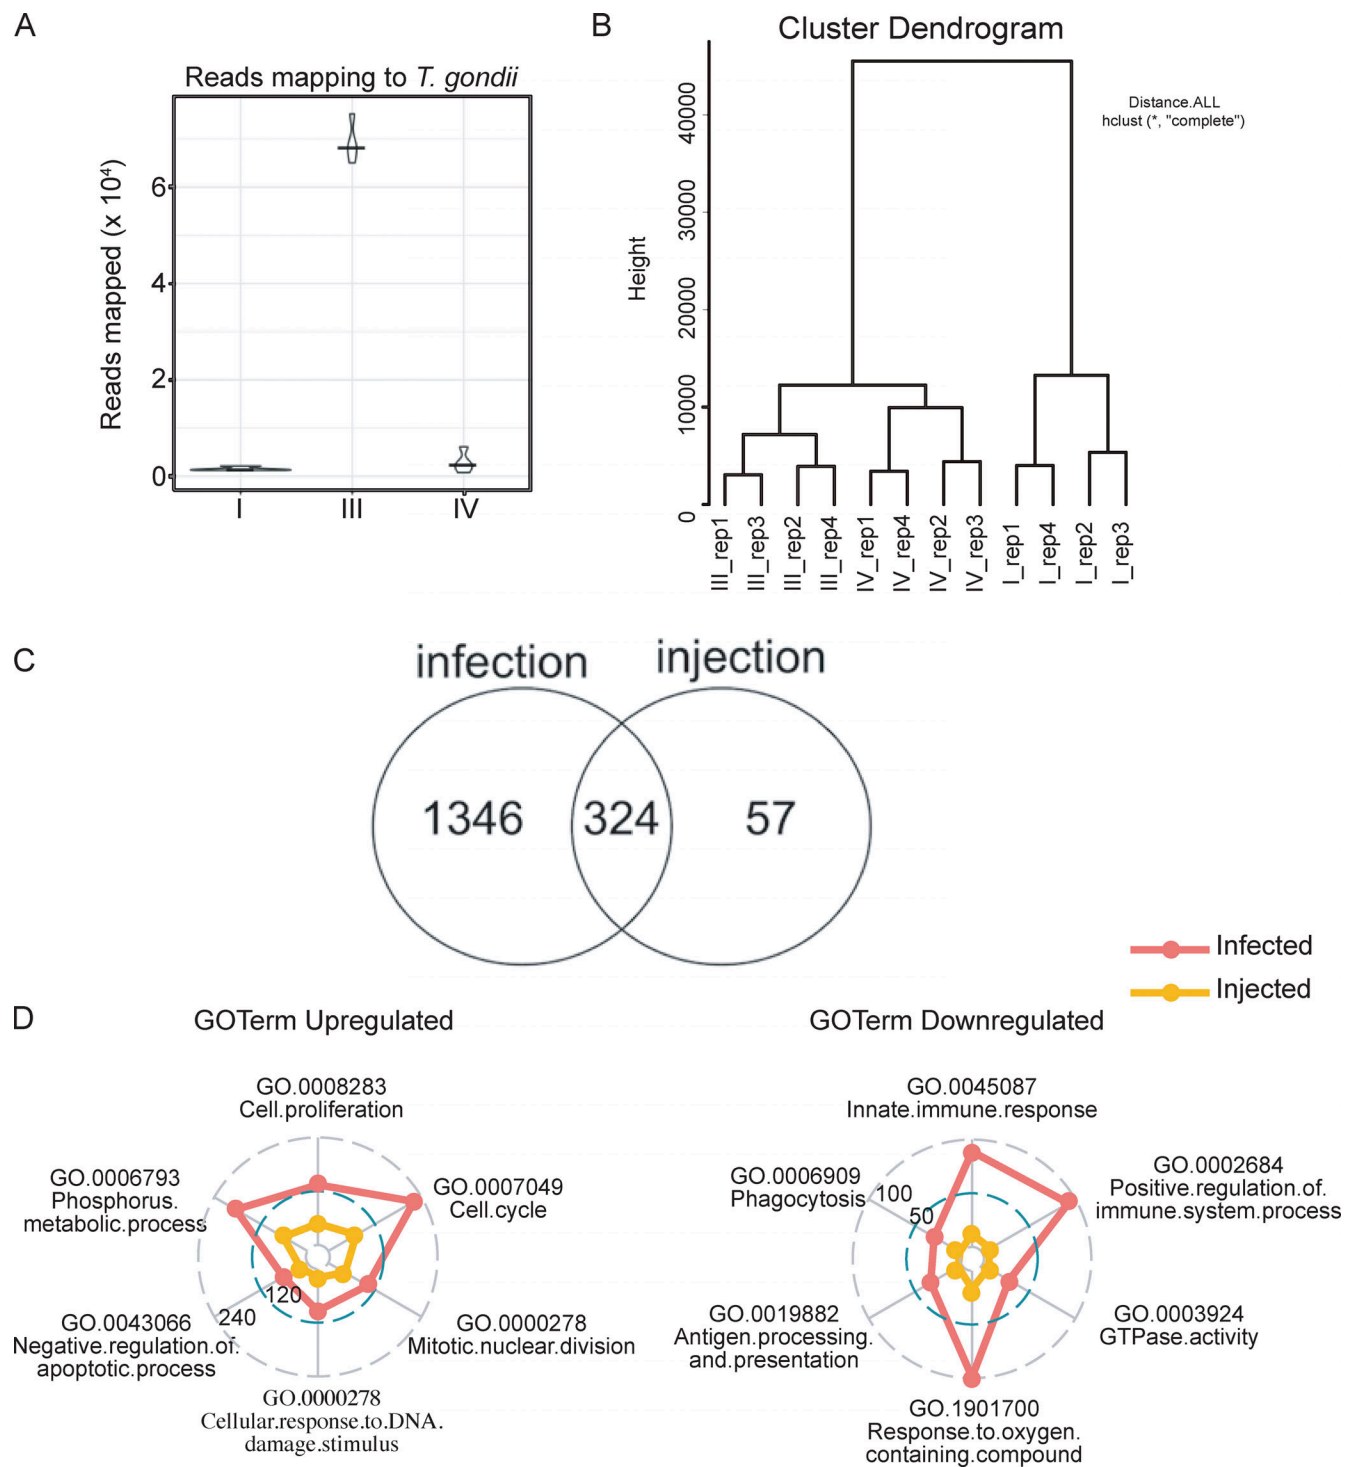 A
Reads mapping to T. gondii
Reads mapped (x 10⁴)
6
4
2
0
I
III
IV
B
Cluster Dendrogram
Distance.ALL
hclust (*, "complete")
Height
40000
30000
20000
10000
0
III_rep1
III_rep3
III_rep2
III_rep4
IV_rep1
IV_rep4
IV_rep2
IV_rep3
I_rep1
I_rep4
I_rep2
I_rep3
C
infection
injection
1346
324
57
Infected
Injected
D
GOTerm Upregulated
GO.0008283
Cell.proliferation
GO.0007049
Cell.cycle
GO.0000278
Mitotic.nuclear.division
GO.0000278
Cellular.response.to.DNA.
damage.stimulus
GO.0043066
Negative.regulation.of.
apoptotic.process
GO.0006793
Phosphorus.
metabolic.process
120
240
GOTerm Downregulated
GO.0045087
Innate.immune.response
GO.0002684
Positive.regulation.of.
immune.system.process
GO.0003924
GTPase.activity
GO.1901700
Response.to.oxygen.
containing.compound
GO.0019882
Antigen.processing.
and.presentation
GO.0006909
Phagocytosis
100
50